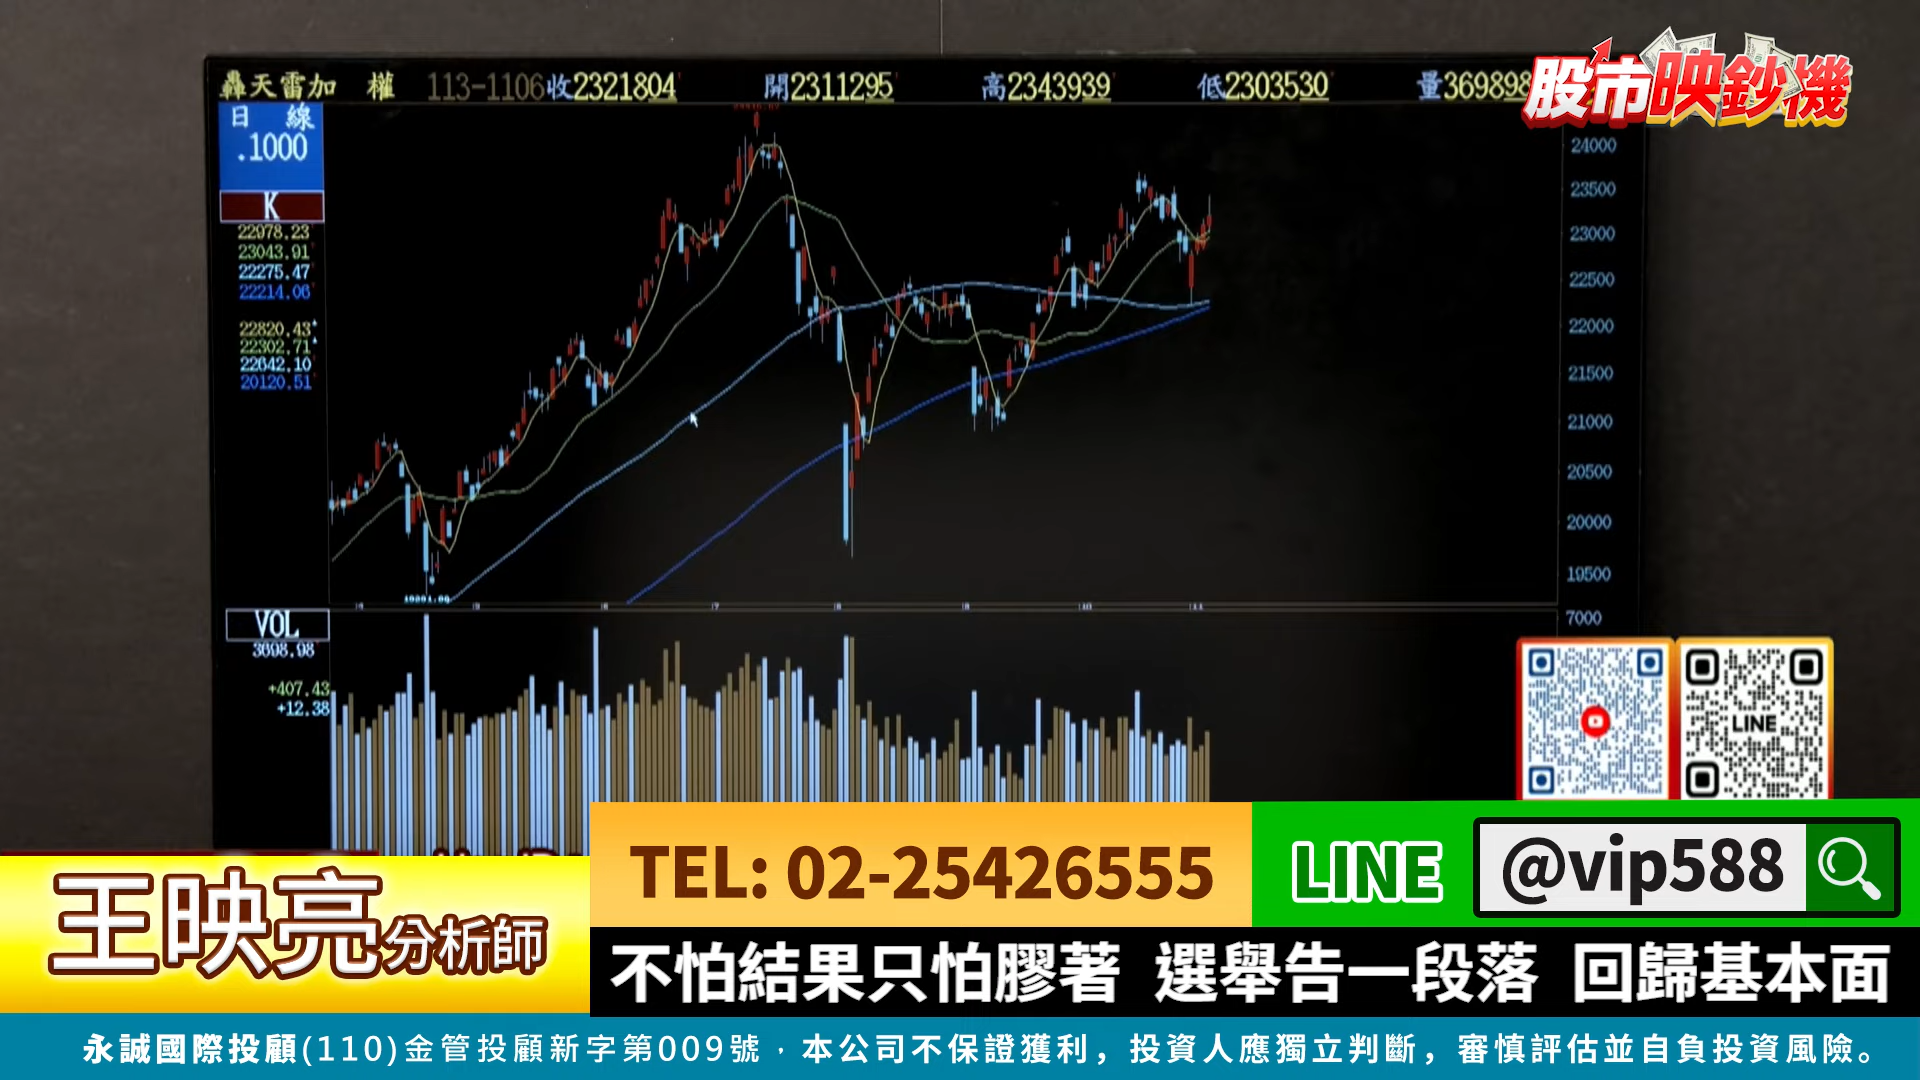 轟天雷加 權 113-1106收2321804 開2311295 高2343939 低2303530 量369898
股市映鈔機
日 線
.1000
K
22978.23
23043.91
22275.47
22214.06
22820.43
22302.71
22642.10
20120.51
24000
23500
23000
22500
22000
21500
21000
20500
20000
19500
7000
10
11
VOL
3698.98
+407.43
+12.38
LINE
TEL: 02-25426555
LINE @vip588
王映亮分析師
不怕結果只怕膠著 選舉告一段落 回歸基本面
永誠國際投顧(110)金管投顧新字第009號，本公司不保證獲利，投資人應獨立判斷，審慎評估並自負投資風險。